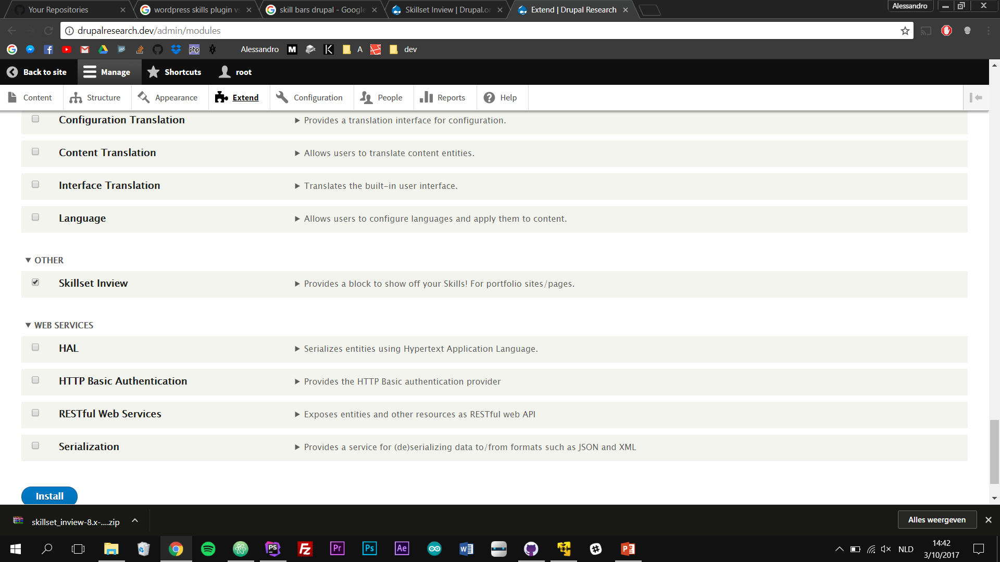 Your Repositories
wordpress skills plugin vs
skill bars drupal - Google
Skillset Inview | Drupal.or
Extend | Drupal Research
Alessandro
drupalresearch.dev/admin/modules
php
Alessandro
M
K
A
dev
Back to site
Manage
Shortcuts
root
Content
Structure
Appearance
Extend
Configuration
People
Reports
Help
Configuration Translation
Provides a translation interface for configuration.
Content Translation
Allows users to translate content entities.
Interface Translation
Translates the built-in user interface.
Language
Allows users to configure languages and apply them to content.
OTHER
Skillset Inview
Provides a block to show off your Skills! For portfolio sites/pages.
WEB SERVICES
HAL
Serializes entities using Hypertext Application Language.
HTTP Basic Authentication
Provides the HTTP Basic authentication provider
RESTful Web Services
Exposes entities and other resources as RESTful web API
Serialization
Provides a service for (de)serializing data to/from formats such as JSON and XML
Install
skillset_inview-8.x-....zip
Alles weergeven
PS
Fz
Pr
Ps
Ae
W
P
NLD
14:42
3/10/2017